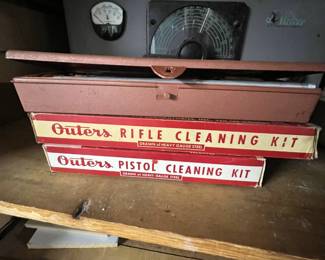 Outers RIFLE CLEANING KIT
DRAWN of HEAVY GAUGE STEEL
Outers PISTOL CLEANING KIT
DRAWN of HEAVY GAUGE STEEL